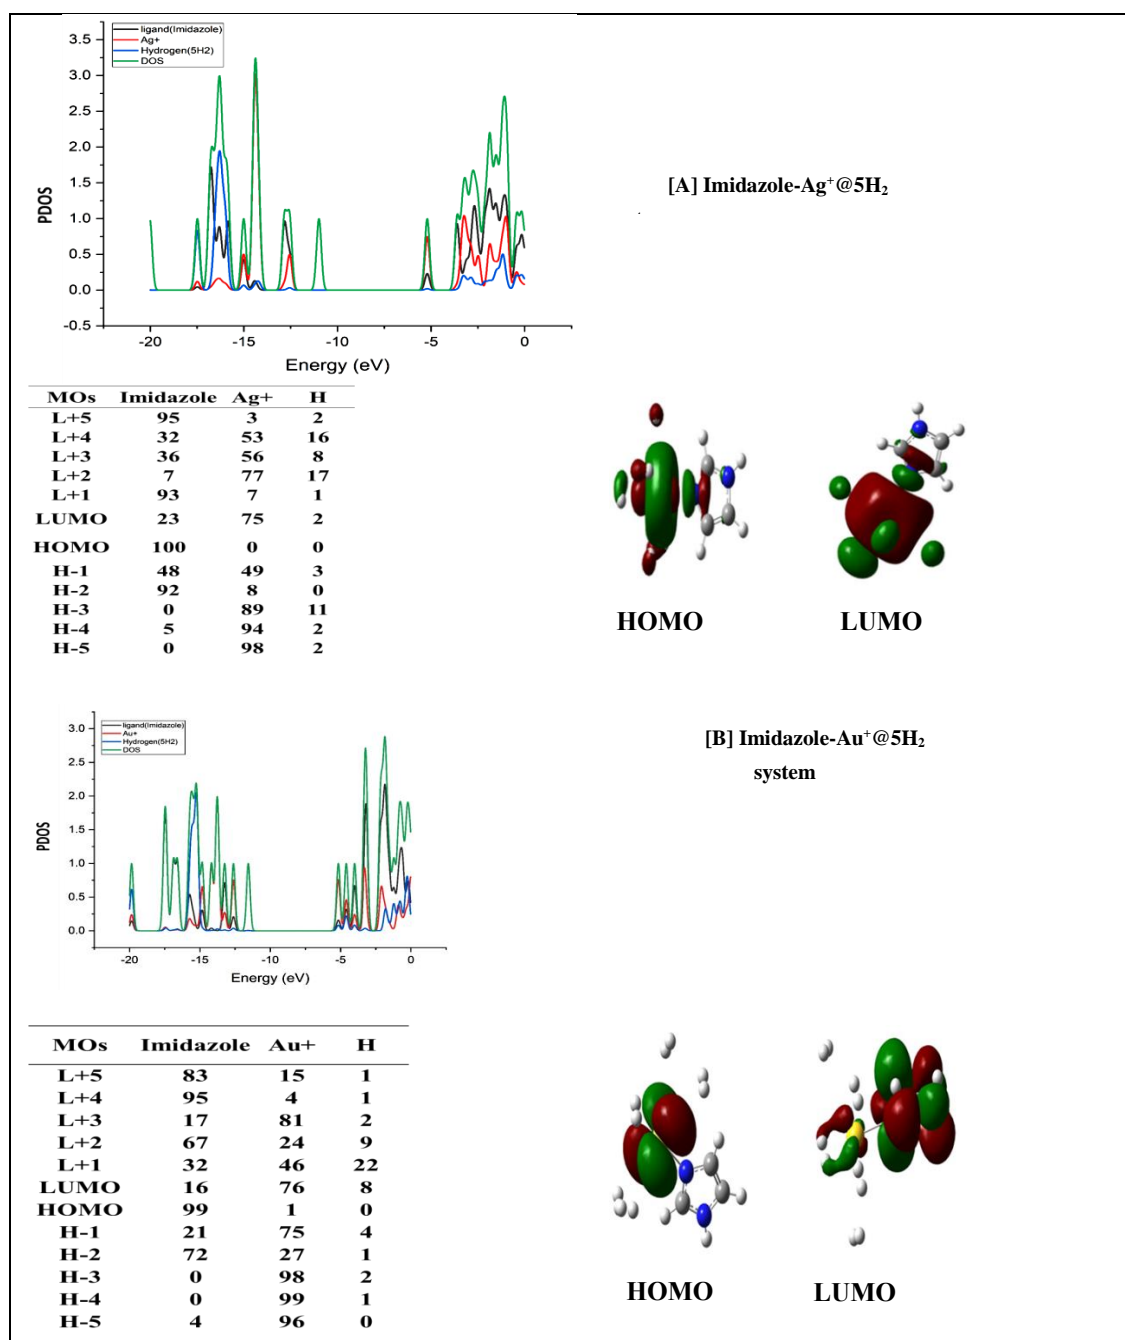 ligand(Imidazole)
Ag+
Hydrogen(5H2)
DOS
3.5
3.0
2.5
2.0
1.5
1.0
0.5
0.0
-0.5
PDOS
-20 -15 -10 -5 0
Energy (eV)
[A] Imidazole-Ag⁺@5H₂
MOs Imidazole Ag+ H
L+5 95 3 2
L+4 32 53 16
L+3 36 56 8
L+2 7 77 17
L+1 93 7 1
LUMO 23 75 2
HOMO 100 0 0
H-1 48 49 3
H-2 92 8 0
H-3 0 89 11
H-4 5 94 2
H-5 0 98 2
HOMO LUMO
ligand(Imidazole)
Au+
Hydrogen(5H2)
DOS
3.0
2.5
2.0
1.5
1.0
0.5
0.0
PDOS
-20 -15 -10 -5 0
Energy (eV)
[B] Imidazole-Au⁺@5H₂
system
MOs Imidazole Au+ H
L+5 83 15 1
L+4 95 4 1
L+3 17 81 2
L+2 67 24 9
L+1 32 46 22
LUMO 16 76 8
HOMO 99 1 0
H-1 21 75 4
H-2 72 27 1
H-3 0 98 2
H-4 0 99 1
H-5 4 96 0
HOMO LUMO